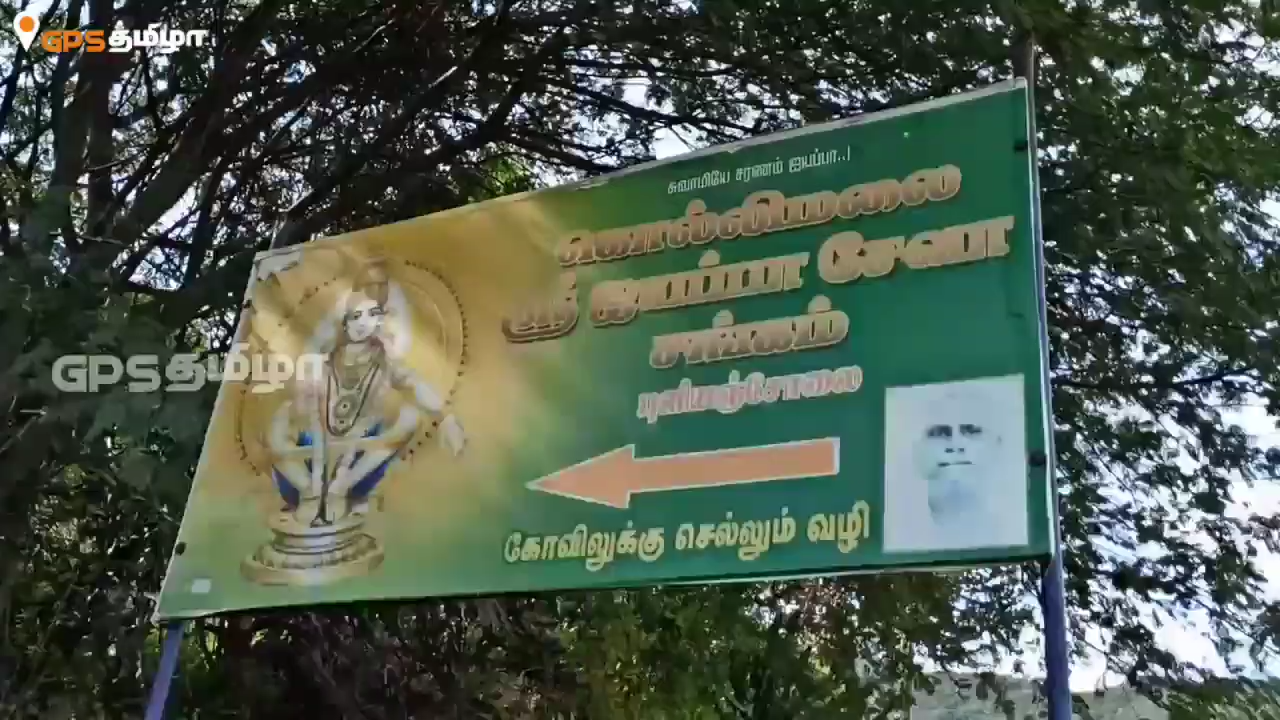 GPSதமிழா
சுவாமியே சரணம் ஐயப்பா..!
கொல்லிமலை
ஸ்ரீ ஐயப்பா சேவா
சங்கம்
புளியஞ்சோலை
GPSதமிழா
கோவிலுக்கு செல்லும் வழி